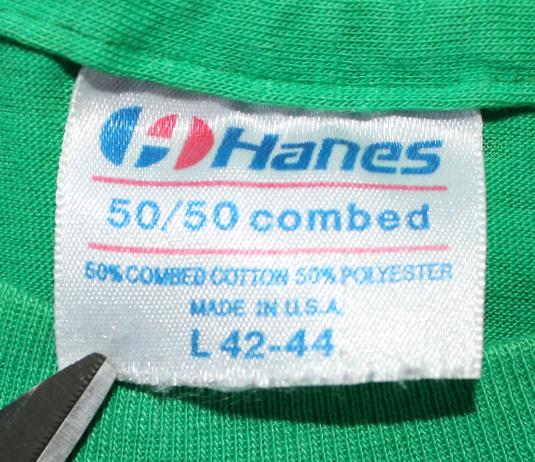 Hanes
50/50 combed
50% COMBED COTTON 50% POLYESTER
MADE IN U.S.A.
L 42-44